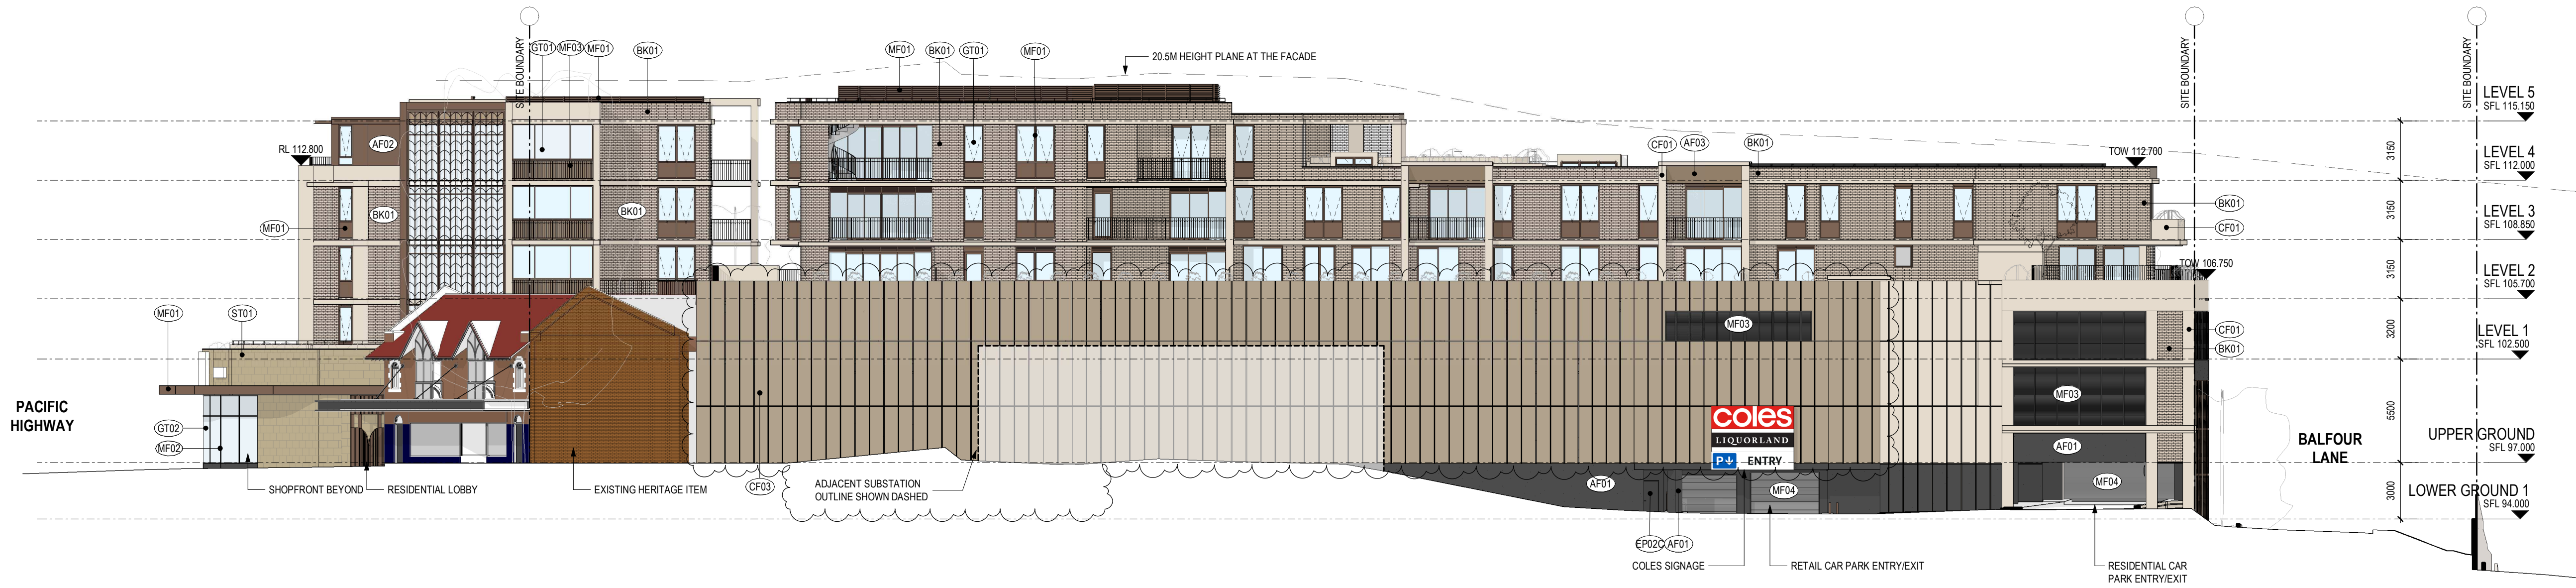 SITE BOUNDARY
GT01
MF03
MF01
BK01
MF01
BK01
GT01
MF01
20.5M HEIGHT PLANE AT THE FACADE
SITE BOUNDARY
SITE BOUNDARY
LEVEL 5
SFL 115.150
3150
AF02
RL 112.800
CF01
AF03
BK01
TOW 112.700
LEVEL 4
SFL 112.000
3150
BK01
BK01
MF01
BK01
CF01
LEVEL 3
SFL 108.850
3150
TOW 106.750
LEVEL 2
SFL 105.700
3200
MF01
ST01
MF03
CF01
BK01
LEVEL 1
SFL 102.500
5500
PACIFIC
HIGHWAY
GT02
MF02
CF03
coles
LIQUORLAND
P ENTRY
MF03
AF01
MF04
BALFOUR
LANE
UPPER GROUND
SFL 97.000
3000
SHOPFRONT BEYOND
RESIDENTIAL LOBBY
EXISTING HERITAGE ITEM
ADJACENT SUBSTATION
OUTLINE SHOWN DASHED
AF01
MF04
LOWER GROUND 1
SFL 94.000
EP02C
AF01
COLES SIGNAGE
RETAIL CAR PARK ENTRY/EXIT
RESIDENTIAL CAR
PARK ENTRY/EXIT